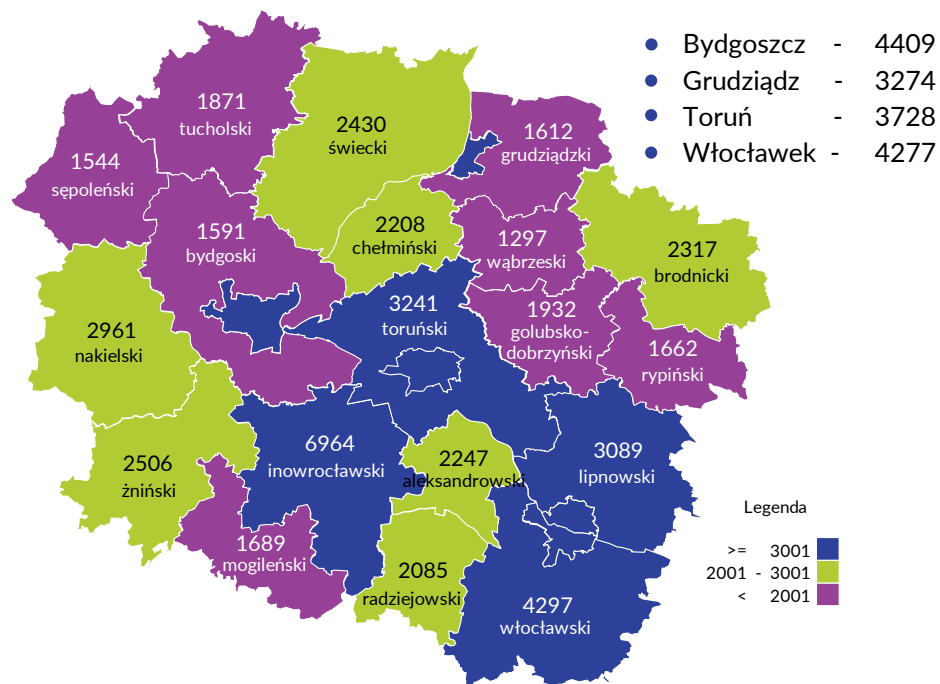 Bydgoszcz - 4409
Grudziądz - 3274
Toruń - 3728
Włocławek - 4277
1871
tucholski
2430
świecki
1612
grudziądzki
1544
sępoleński
1591
bydgoski
2208
chełmiński
1297
wąbrzeski
2317
brodnicki
2961
nakielski
3241
toruński
1932
golubsko-
dobrzyński
1662
rypiński
2506
żniński
6964
inowrocławski
2247
aleksandrowski
3089
lipnowski
1689
mogileński
2085
radziejowski
4297
włocławski
Legenda
>= 3001
2001 - 3001
< 2001